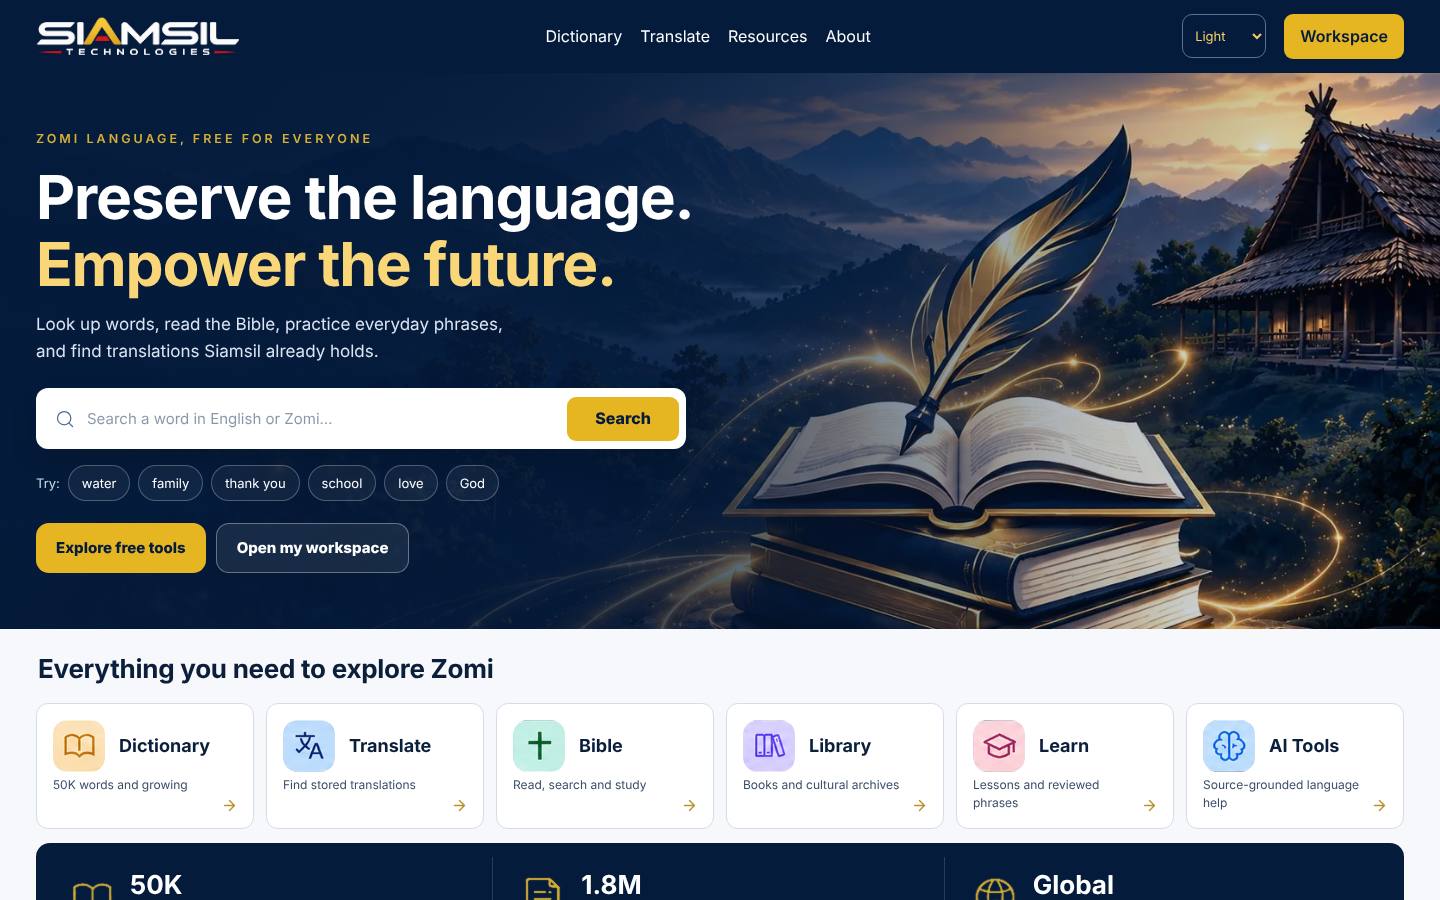 SIAMSIL
TECHNOLOGIES
Dictionary
Translate
Resources
About
Light
Workspace
ZOMI LANGUAGE, FREE FOR EVERYONE
Preserve the language.
Empower the future.
Look up words, read the Bible, practice everyday phrases,
and find translations Siamsil already holds.
Search a word in English or Zomi...
Search
Try:
water
family
thank you
school
love
God
Explore free tools
Open my workspace
Everything you need to explore Zomi
Dictionary
50K words and growing
Translate
Find stored translations
Bible
Read, search and study
Library
Books and cultural archives
Learn
Lessons and reviewed
phrases
AI Tools
Source-grounded language
help
50K
1.8M
Global